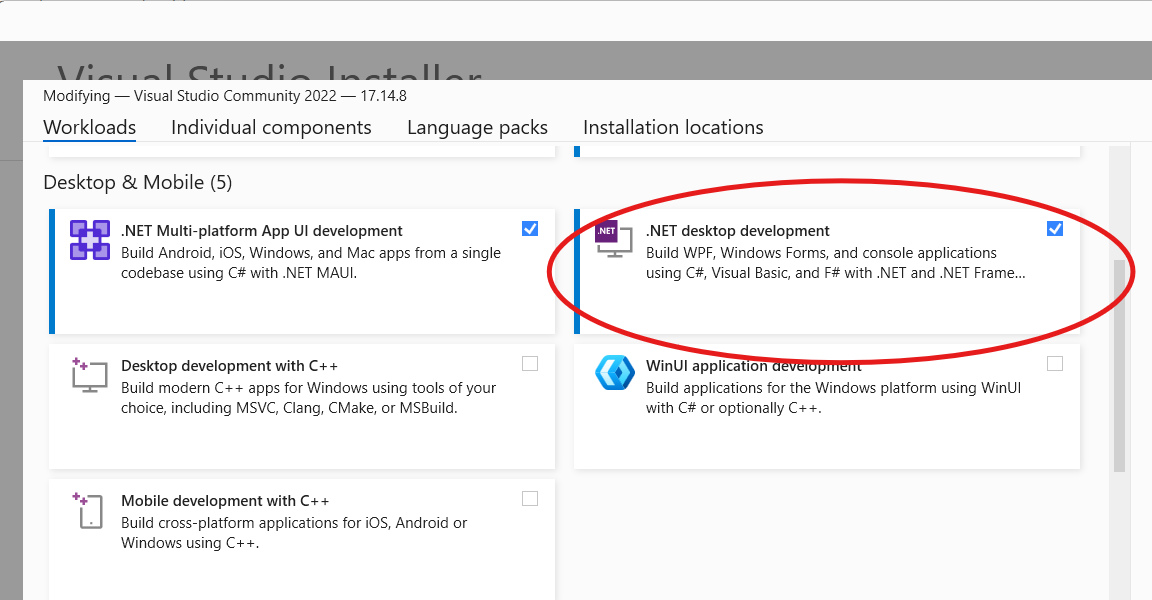 Visual Studio Installer
Modifying — Visual Studio Community 2022 — 17.14.8
Workloads Individual components Language packs Installation locations
Desktop & Mobile (5)
.NET Multi-platform App UI development
Build Android, iOS, Windows, and Mac apps from a single
codebase using C# with .NET MAUI.
.NET
.NET desktop development
Build WPF, Windows Forms, and console applications
using C#, Visual Basic, and F# with .NET and .NET Frame...
Desktop development with C++
Build modern C++ apps for Windows using tools of your
choice, including MSVC, Clang, CMake, or MSBuild.
WinUI application development
Build applications for the Windows platform using WinUI
with C# or optionally C++.
Mobile development with C++
Build cross-platform applications for iOS, Android or
Windows using C++.